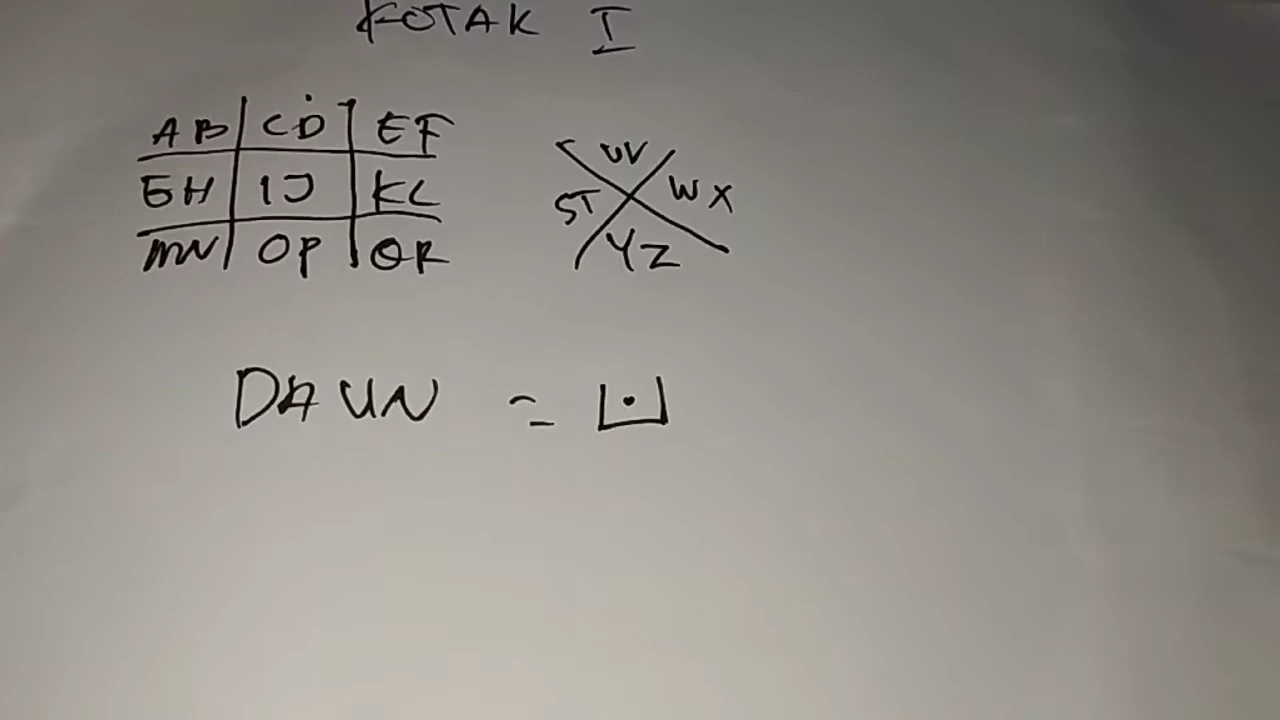 KOTAK I
AB CD EF
GH IJ KL
MN OP QR
UV
ST WX
YZ
DAUN =